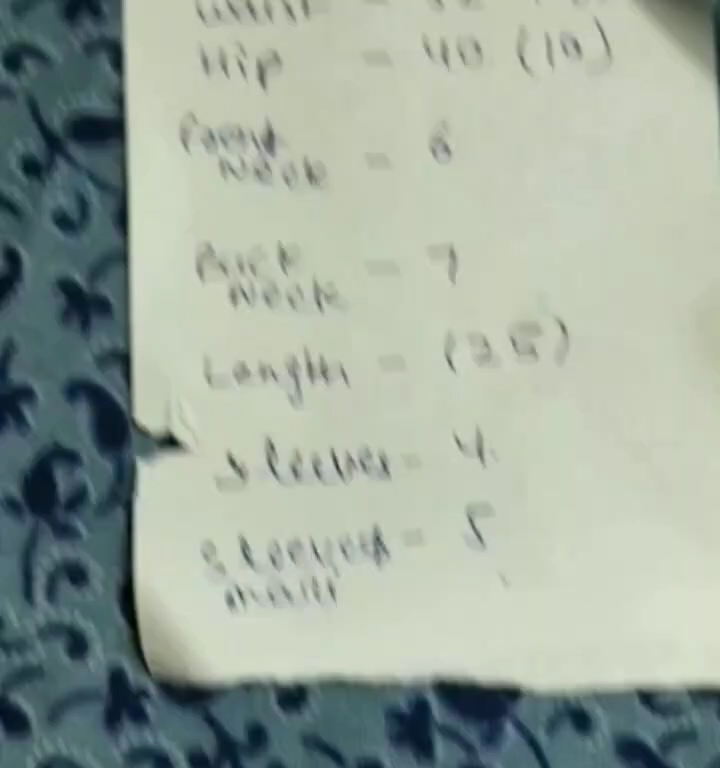 Hip = 40 (10)
Front
Neck = 6
Back
Neck = 7
Length = (25)
Sleeves = 4
Sleeves = 5